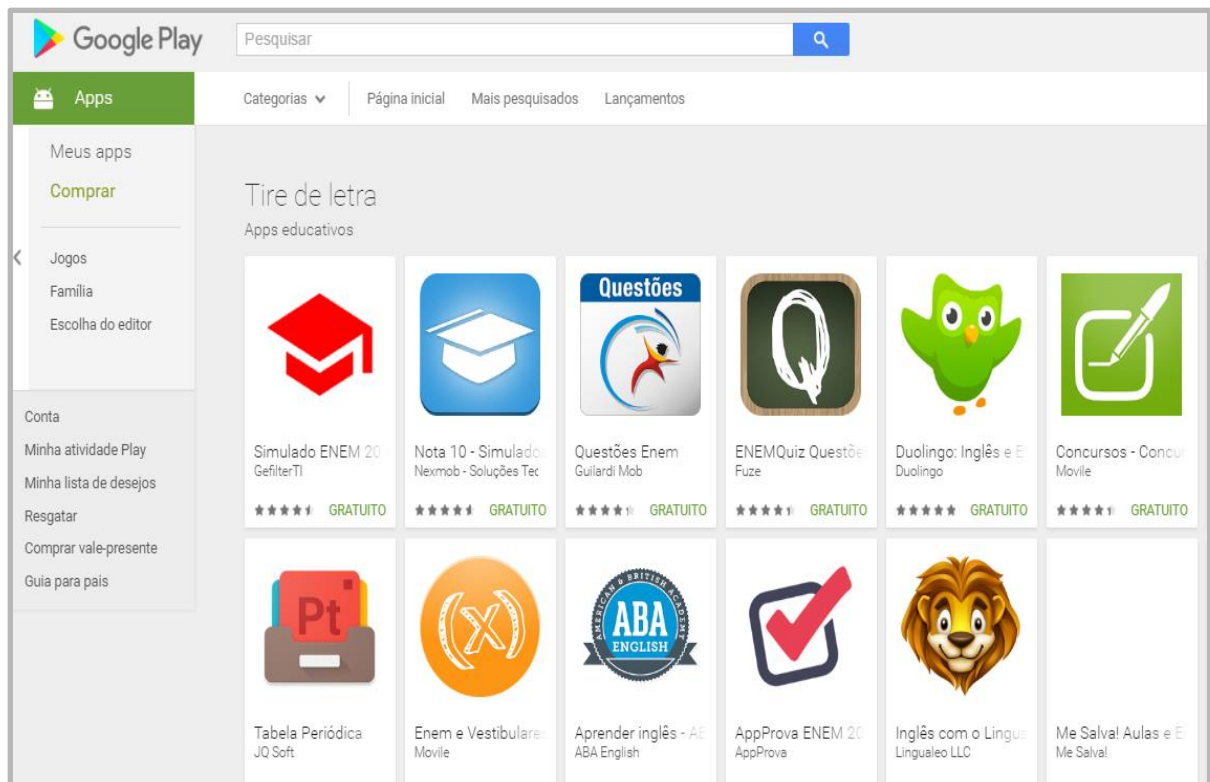 Google Play
Pesquisar
Apps
Categorias
Página inicial
Mais pesquisados
Lançamentos
Meus apps
Comprar
Jogos
Família
Escolha do editor
Conta
Minha atividade Play
Minha lista de desejos
Resgatar
Comprar vale-presente
Guia para pais
Tire de letra
Apps educativos
Simulado ENEM 20
GefilterTI
GRATUITO
Nota 10 - Simulado
Nexmob - Soluções Tec
GRATUITO
Questões
Questões Enem
Guilardi Mob
GRATUITO
Q
ENEMQuiz Questõe
Fuze
GRATUITO
Duolingo: Inglês e E
Duolingo
GRATUITO
Concursos - Concur
Movile
GRATUITO
Pt
Tabela Periódica
JQ Soft
(x)
Enem e Vestibulares
Movile
AMERICAN & BRITISH ACADEMY
ABA
ENGLISH
Aprender inglês - AB
ABA English
AppProva ENEM 20
AppProva
Inglês com o Lingua
Lingualeo LLC
Me Salva! Aulas e E
Me Salva!